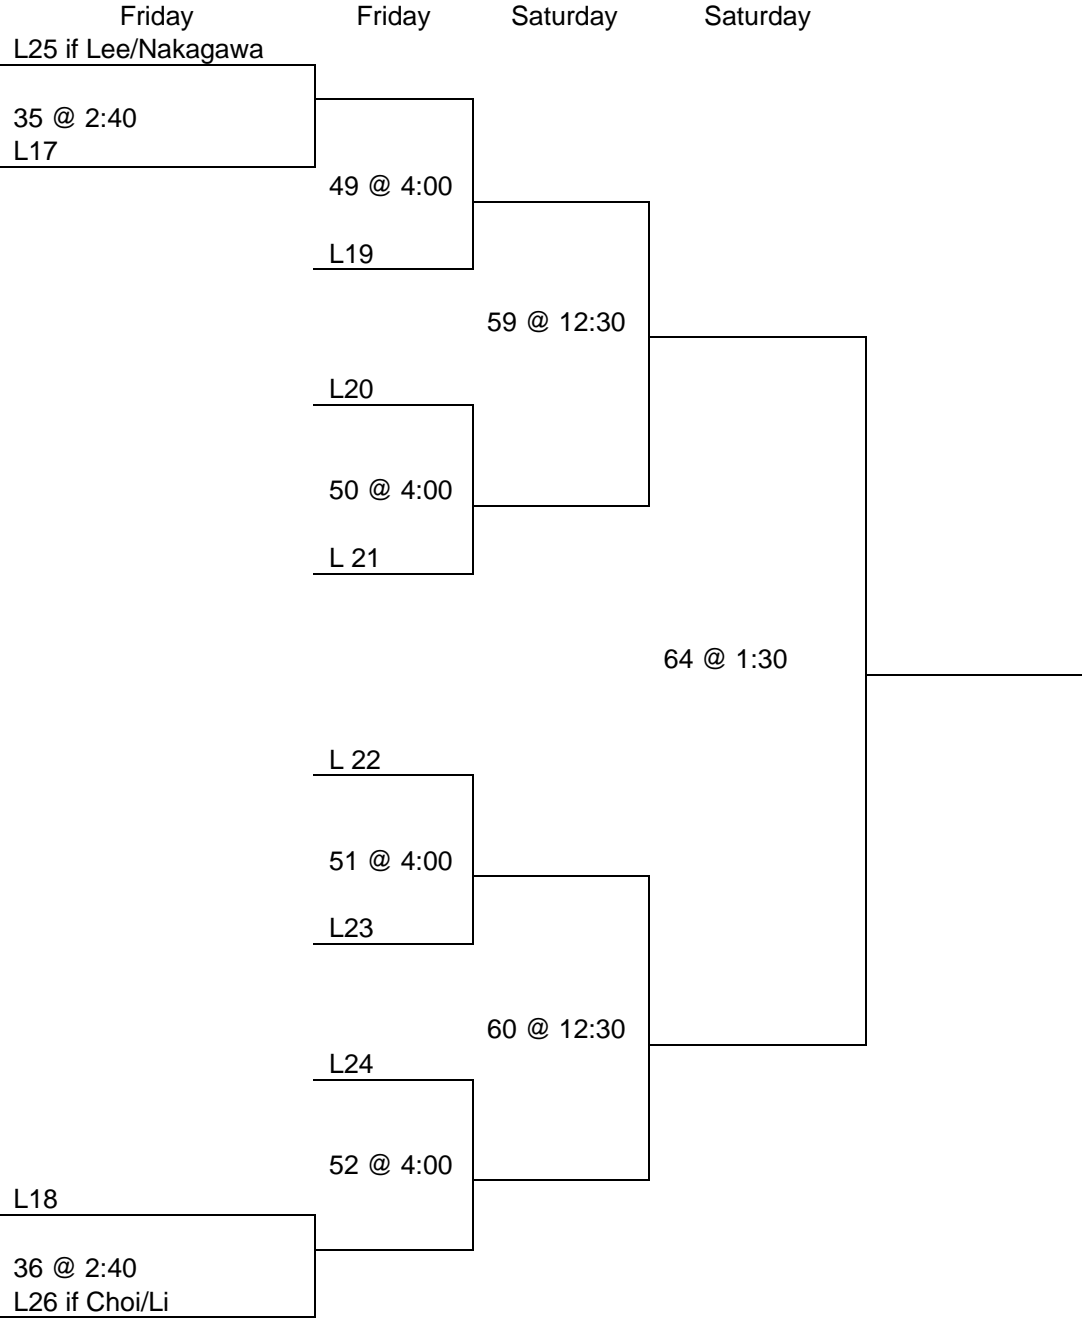 Friday Friday Saturday Saturday
L25 if Lee/Nakagawa
35 @ 2:40
L17
49 @ 4:00
L19
59 @ 12:30
L20
50 @ 4:00
L 21
64 @ 1:30
L 22
51 @ 4:00
L23
60 @ 12:30
L24
52 @ 4:00
L18
36 @ 2:40
L26 if Choi/Li